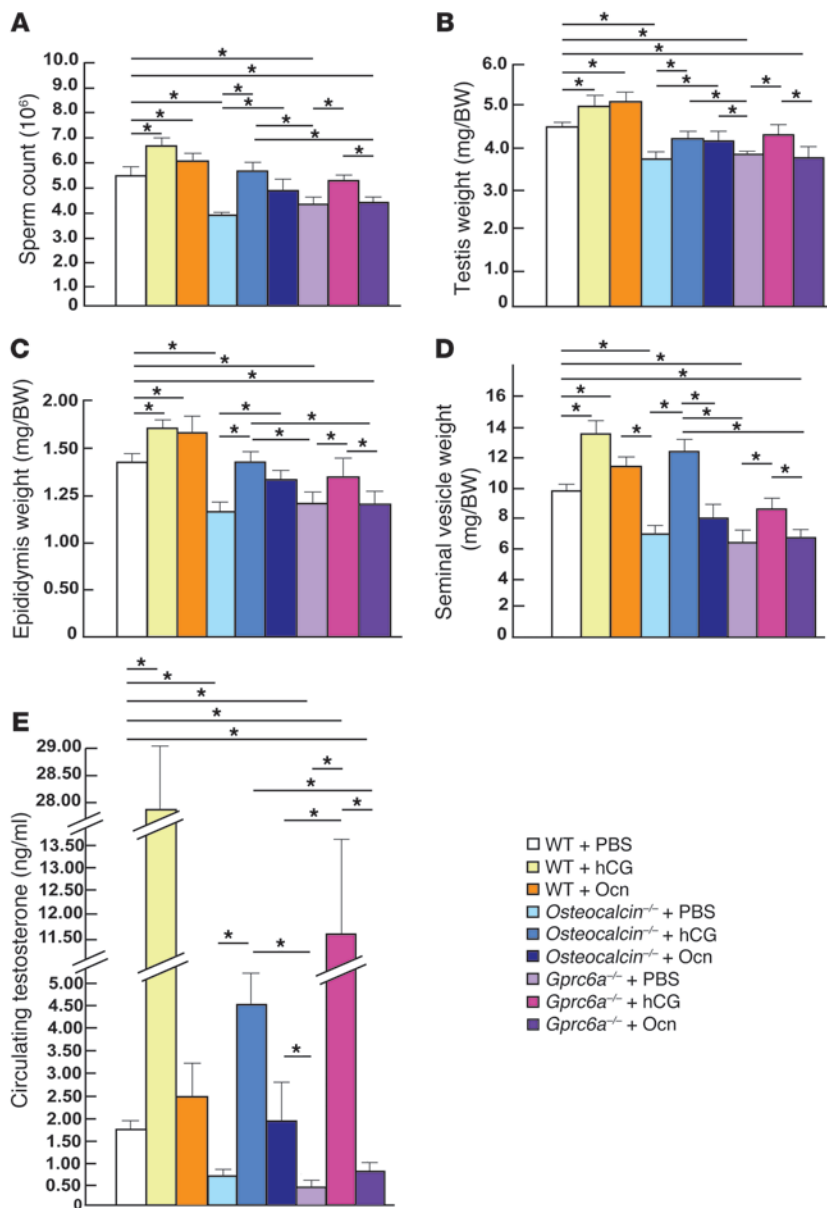 A
Sperm count (10⁶)
10.0
9.0
8.0
7.0
6.0
5.0
4.0
3.0
2.0
1.0
0
B
Testis weight (mg/BW)
6.0
5.0
4.0
3.0
2.0
1.0
0
C
Epididymis weight (mg/BW)
2.00
1.50
1.25
0.50
0
D
Seminal vesicle weight
(mg/BW)
16
14
12
10
8
6
4
2
0
E
Circulating testosterone (ng/ml)
29.00
28.50
28.00
13.50
13.00
12.50
12.00
11.50
5.00
4.50
4.00
3.50
3.00
2.50
2.00
1.50
1.00
0.50
0
WT + PBS
WT + hCG
WT + Ocn
Osteocalcin⁻/⁻ + PBS
Osteocalcin⁻/⁻ + hCG
Osteocalcin⁻/⁻ + Ocn
Gprc6a⁻/⁻ + PBS
Gprc6a⁻/⁻ + hCG
Gprc6a⁻/⁻ + Ocn